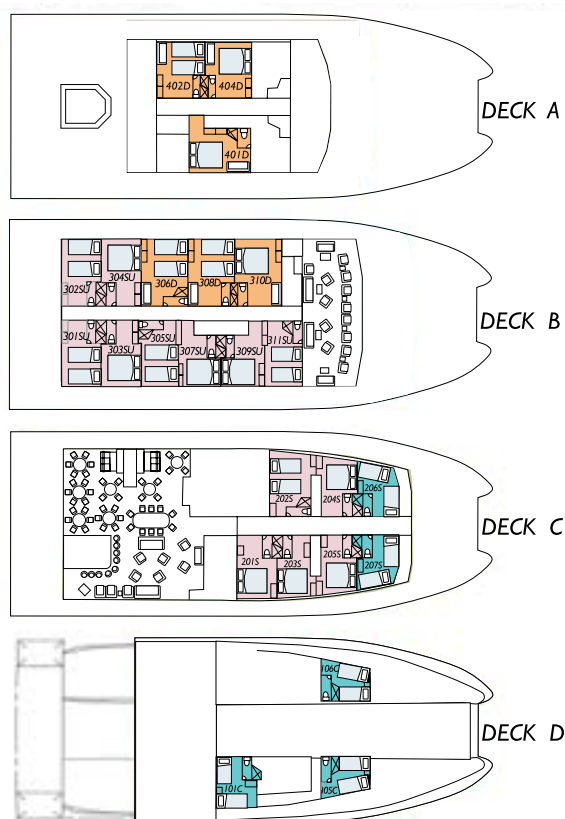 402D 404D
401D
DECK A
302SU 304SU 306D 308D 310D
301SU 303SU 305SU 307SU 309SU 311SU
DECK B
202S 204S 206S
201S 203S 205S 207S
DECK C
106C
101C 105C
DECK D